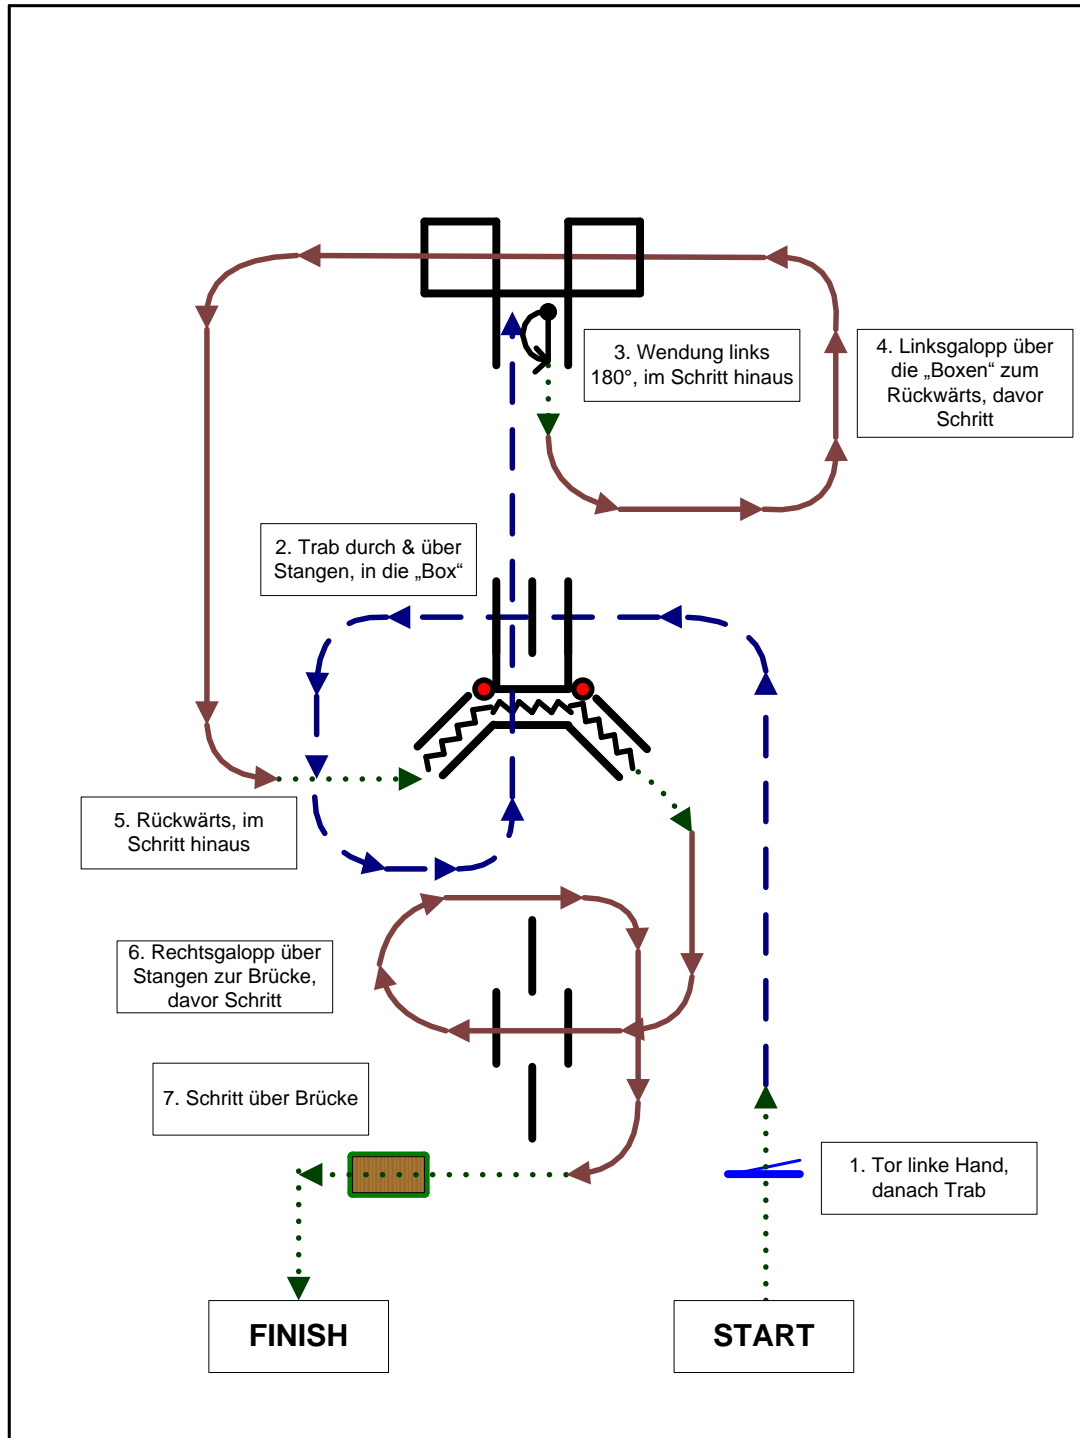 3. Wendung links
180°, im Schritt hinaus
4. Linksgalopp über
die „Boxen“ zum
Rückwärts, davor
Schritt
2. Trab durch & über
Stangen, in die „Box“
5. Rückwärts, im
Schritt hinaus
6. Rechtsgalopp über
Stangen zur Brücke,
davor Schritt
7. Schritt über Brücke
1. Tor linke Hand,
danach Trab
FINISH
START